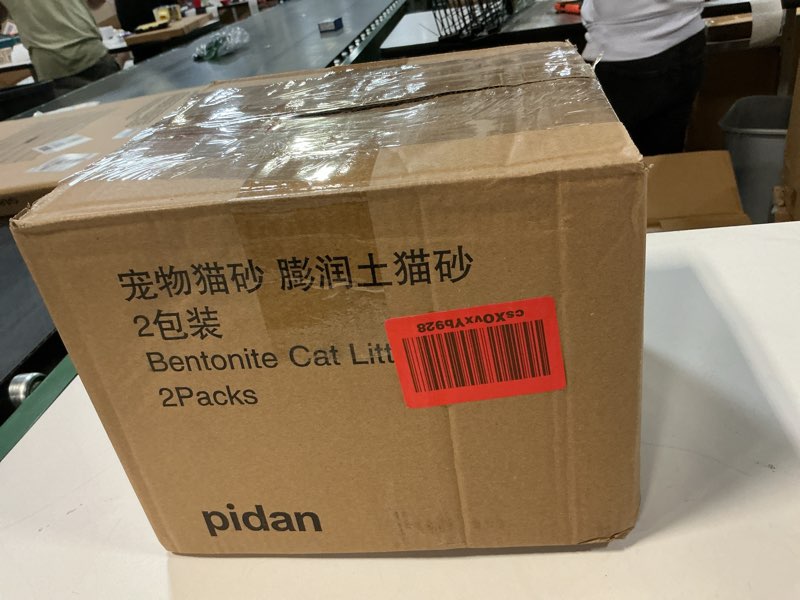 宠物猫砂 膨润土猫砂
2包装
Bentonite Cat Litt
2Packs
csXOvxYb928
pidan